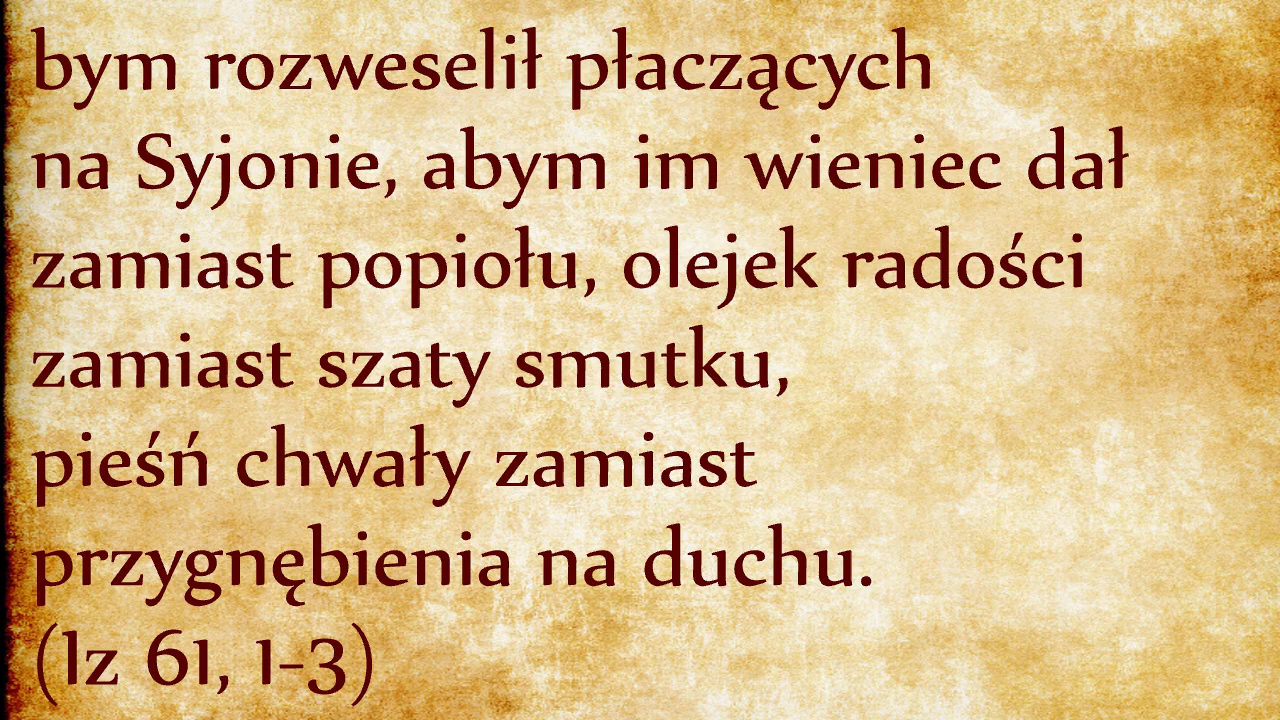 bym rozweselił płaczących
na Syjonie, abym im wieniec dał
zamiast popiołu, olejek radości
zamiast szaty smutku,
pieśń chwały zamiast
przygnębienia na duchu.
(Iz 61, 1-3)